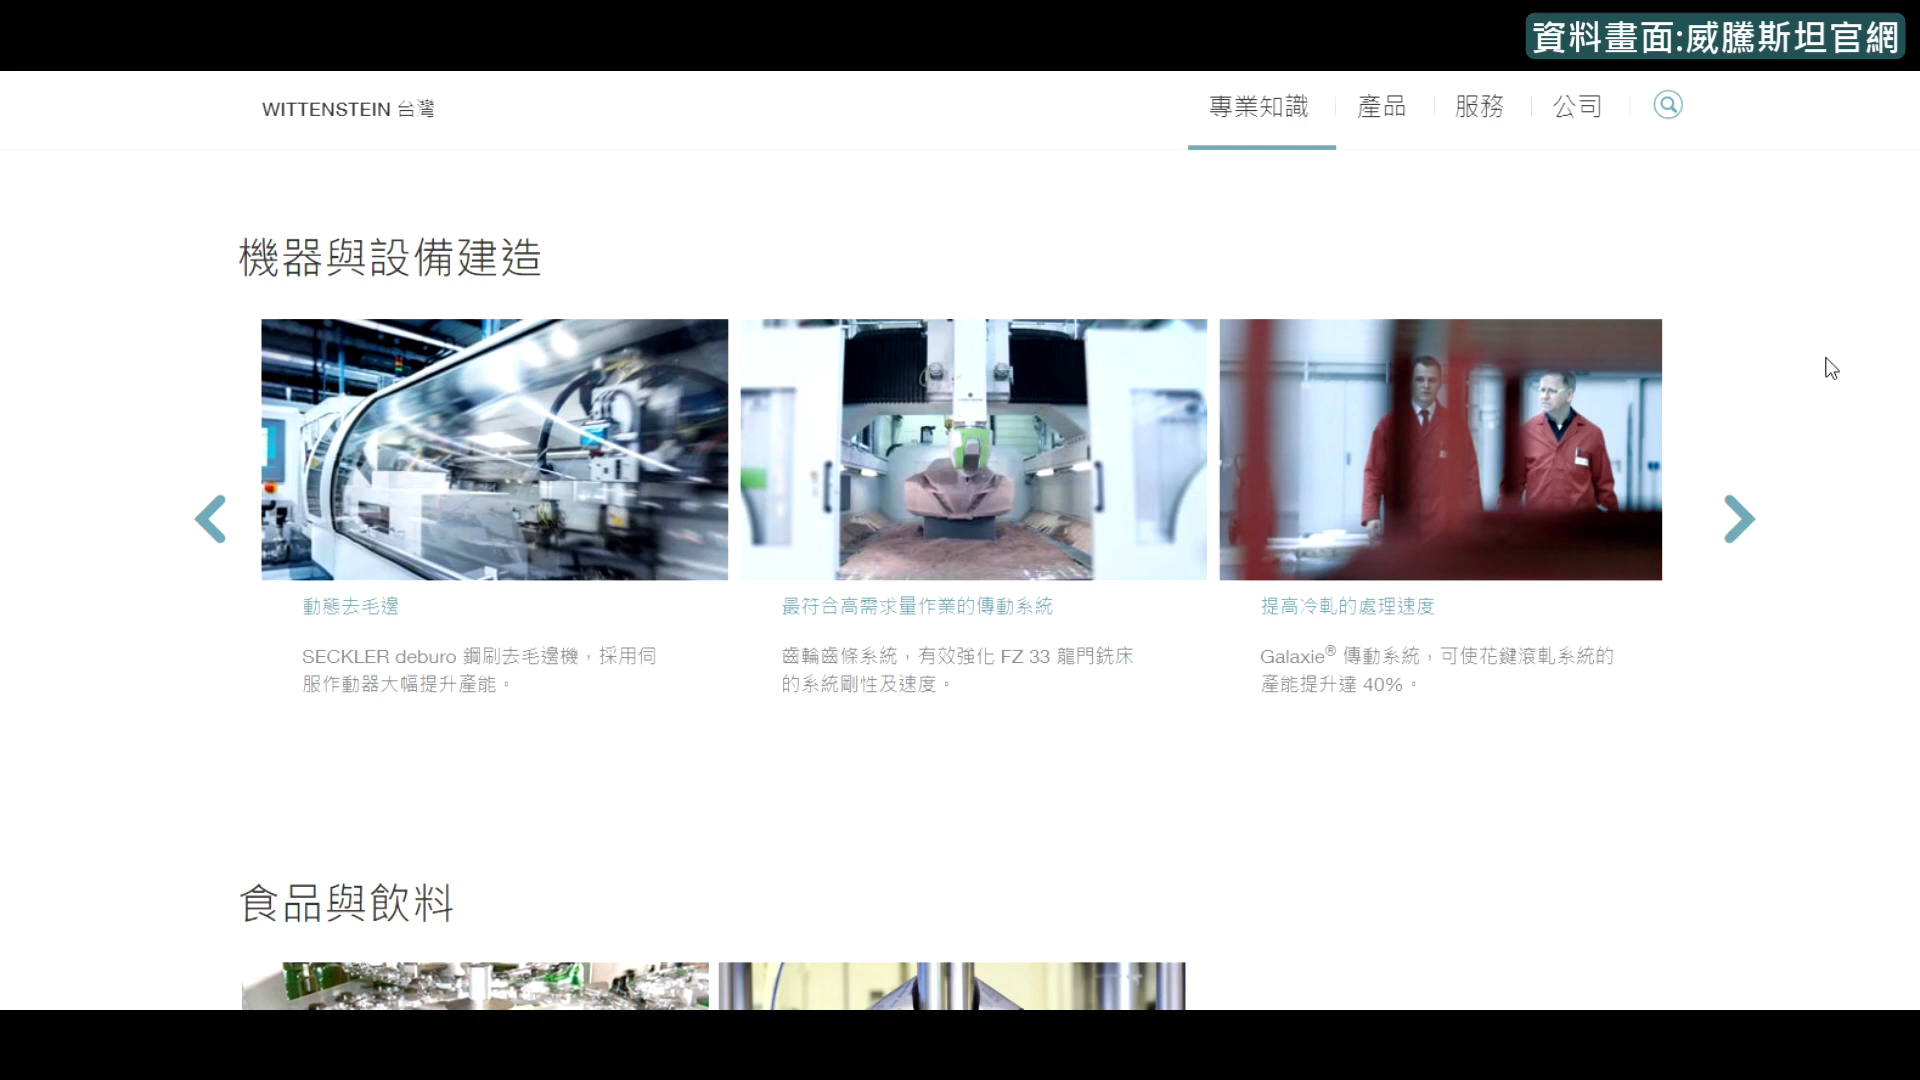 資料畫面:威騰斯坦官網
WITTENSTEIN 台灣
專業知識
產品
服務
公司
機器與設備建造
動態去毛邊
SECKLER deburo 鋼刷去毛邊機，採用伺
服作動器大幅提升產能。
最符合高需求量作業的傳動系統
齒輪齒條系統，有效強化 FZ 33 龍門銑床
的系統剛性及速度。
提高冷軋的處理速度
Galaxie® 傳動系統，可使花鍵滾軋系統的
產能提升達 40%。
食品與飲料